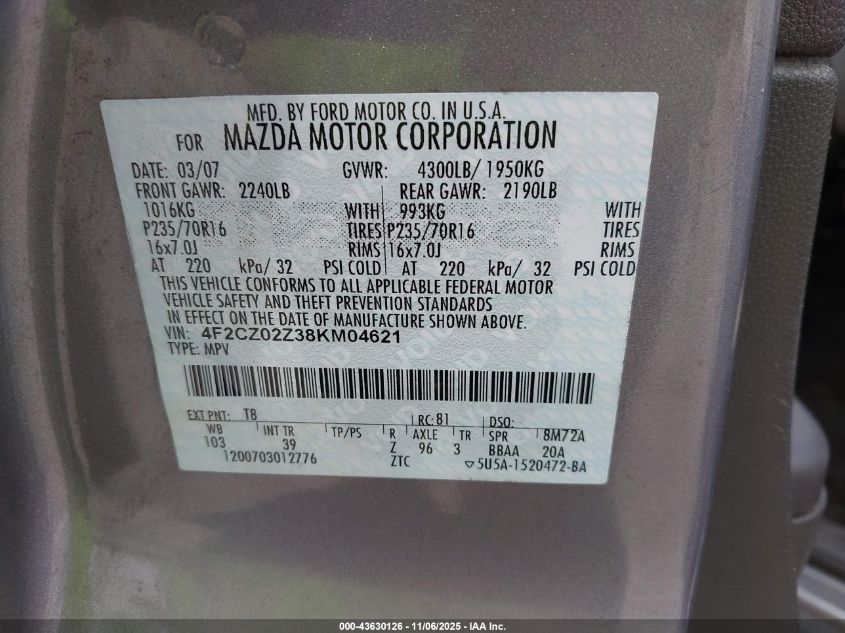 MFD. BY FORD MOTOR CO. IN U.S.A.
FOR MAZDA MOTOR CORPORATION
DATE: 03/07 GVWR: 4300LB/ 1950KG
FRONT GAWR: 2240LB REAR GAWR: 2190LB
1016KG WITH 993KG WITH
P235/70R16 TIRES P235/70R16 TIRES
16x7.0J RIMS 16x7.0J RIMS
AT 220 kPa/ 32 PSI COLD AT 220 kPa/ 32 PSI COLD
THIS VEHICLE CONFORMS TO ALL APPLICABLE FEDERAL MOTOR
VEHICLE SAFETY AND THEFT PREVENTION STANDARDS
IN EFFECT ON THE DATE OF MANUFACTURE SHOWN ABOVE.
VIN: 4F2CZ02Z38KM04621
TYPE: MPV
EXT PNT: T8 RC: 81 DSO:
WB INT TR TP/PS R AXLE TR SPR 8M72A
103 39 Z 96 3 BBAA 20A
1200703012776 ZTC ▽5U5A-1520472-BA
000-43630126 - 11/06/2025 - IAA Inc.